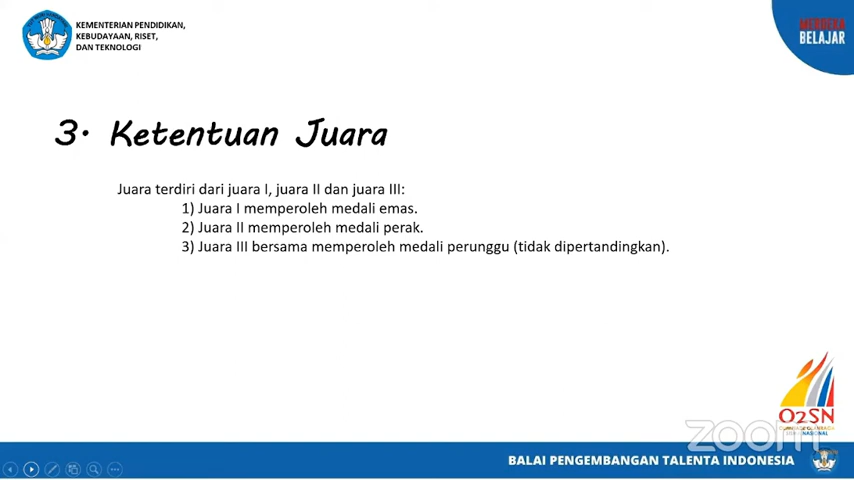 KEMENTERIAN PENDIDIKAN,
KEBUDAYAAN, RISET,
DAN TEKNOLOGI
MERDEKA
BELAJAR
3. Ketentuan Juara
Juara terdiri dari juara I, juara II dan juara III:
1) Juara I memperoleh medali emas.
2) Juara II memperoleh medali perak.
3) Juara III bersama memperoleh medali perunggu (tidak dipertandingkan).
O2SN
zoom
BALAI PENGEMBANGAN TALENTA INDONESIA